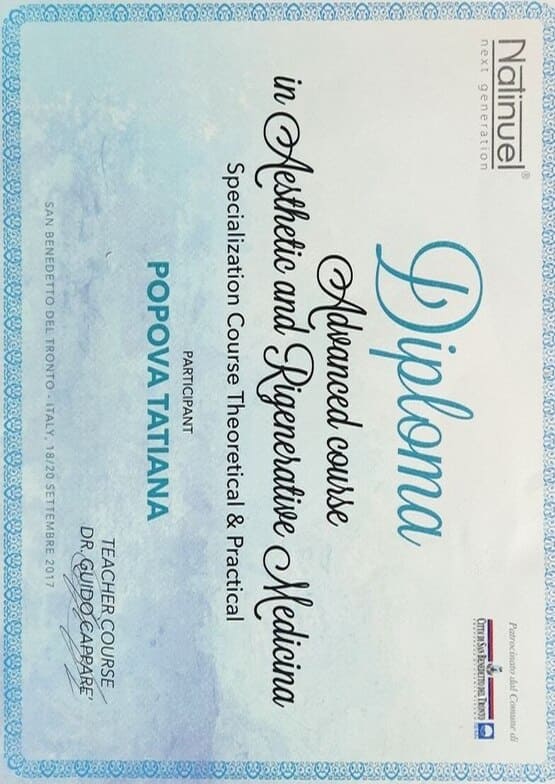 Natinuel®
next generation
Patrocinato dal Comune di
CITTÀ DI SAN BENEDETTO DEL TRONTO
Diploma
Advanced course
in Aesthetic and Rigenerative Medicina
Specialization Course Theoretical & Practical
PARTICIPANT
POPOVA TATIANA
TEACHER COURSE
DR. GUIDO CAPPARE'
SAN BENEDETTO DEL TRONTO - ITALY, 18/20 SETTEMBRE 2017